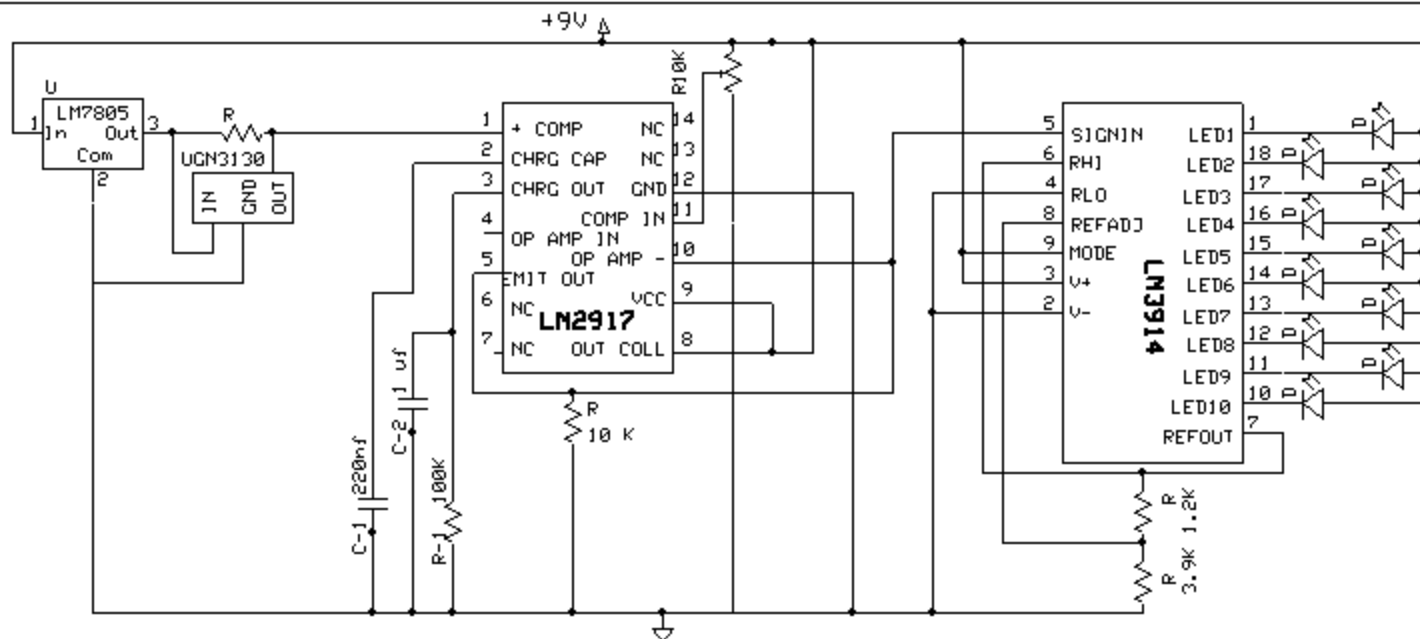 +9V
U
LM7805
1 In Out 3
Com
2
R
UGN3130
IN
GND
OUT
R10K
1 + COMP NC 14
2 CHRG CAP NC 13
3 CHRG OUT GND 12
COMP IN 11
4 OP AMP IN
OP AMP - 10
5 EMIT OUT
VCC 9
6 NC
LM2917
7 NC OUT COLL 8
C-1 220nf
C-2 1 uf
R-1 100K
R
10 K
5 SIGNIN LED1 1 D
6 RHI LED2 18 D
4 RLO LED3 17 D
8 REFADJ LED4 16 D
9 MODE LED5 15 D
3 V+ LED6 14 D
2 V- LED7 13 D
LM3914
LED8 12 D
LED9 11 D
LED10 10 D
REFOUT 7
R 1.2K
R 3.9K